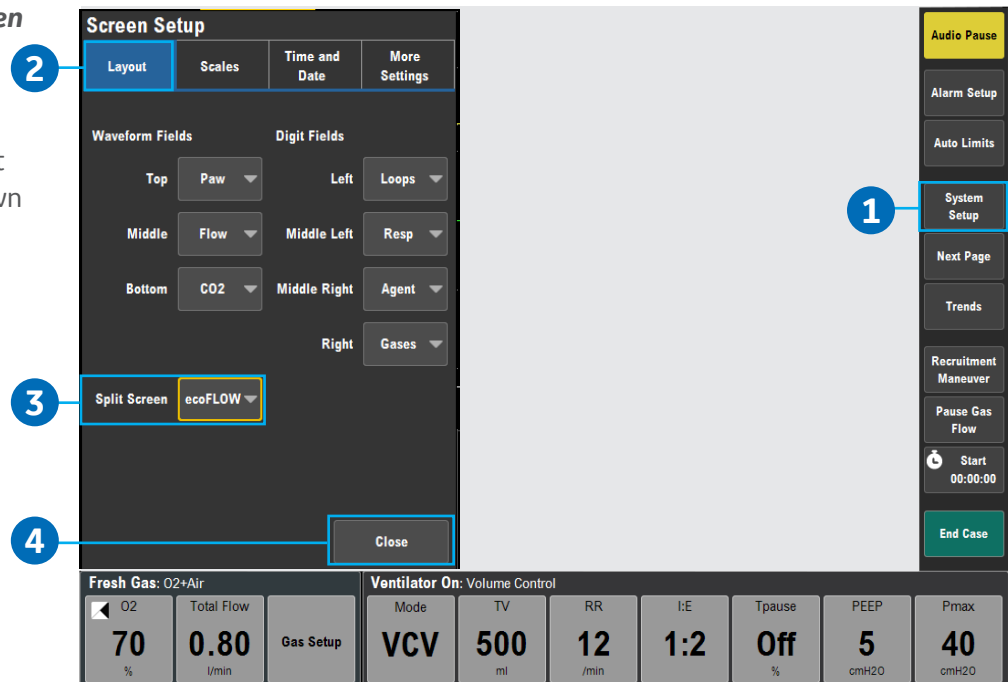 en
t
wn
Screen Setup
Layout
Scales
Time and
Date
More
Settings
2
Waveform Fields
Digit Fields
Top
Paw
Left
Loops
Middle
Flow
Middle Left
Resp
Bottom
CO2
Middle Right
Agent
Right
Gases
3
Split Screen
ecoFLOW
4
Close
Audio Pause
Alarm Setup
Auto Limits
1
System
Setup
Next Page
Trends
Recruitment
Maneuver
Pause Gas
Flow
Start
00:00:00
End Case
Fresh Gas: O2+Air
Ventilator On: Volume Control
O2
70
%
Total Flow
0.80
l/min
Gas Setup
Mode
VCV
TV
500
ml
RR
12
/min
I:E
1:2
Tpause
Off
%
PEEP
5
cmH2O
Pmax
40
cmH2O